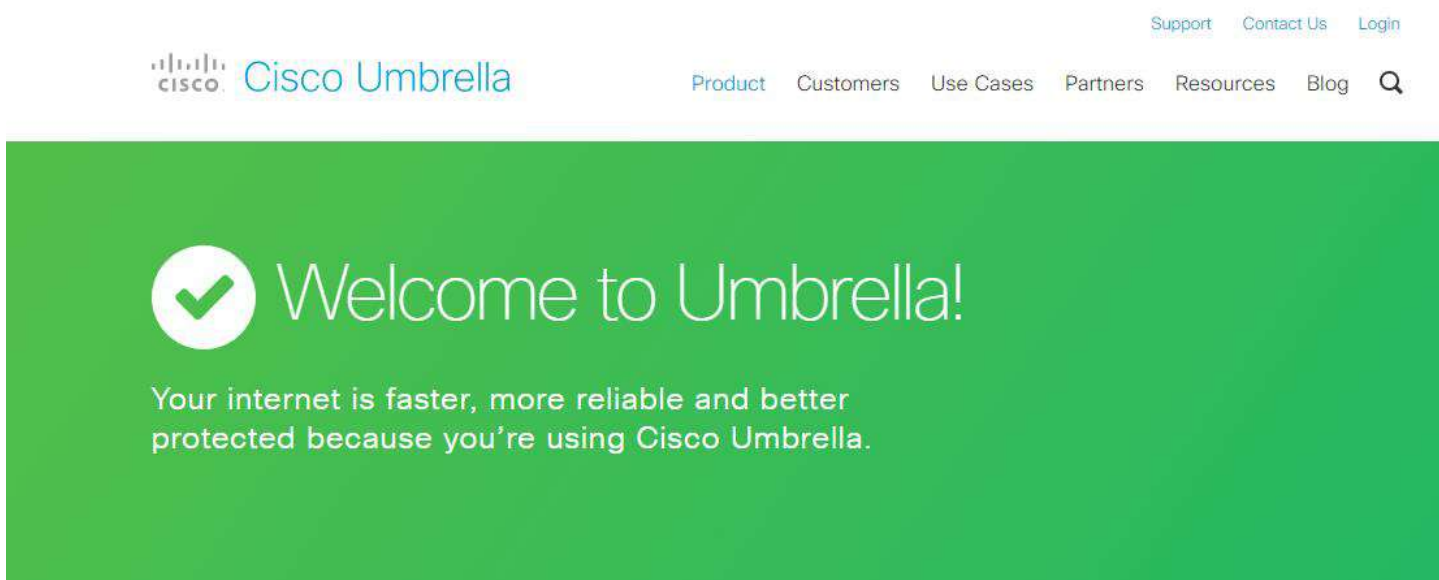 Support Contact Us Login
cisco Cisco Umbrella Product Customers Use Cases Partners Resources Blog
Welcome to Umbrella!
Your internet is faster, more reliable and better
protected because you’re using Cisco Umbrella.